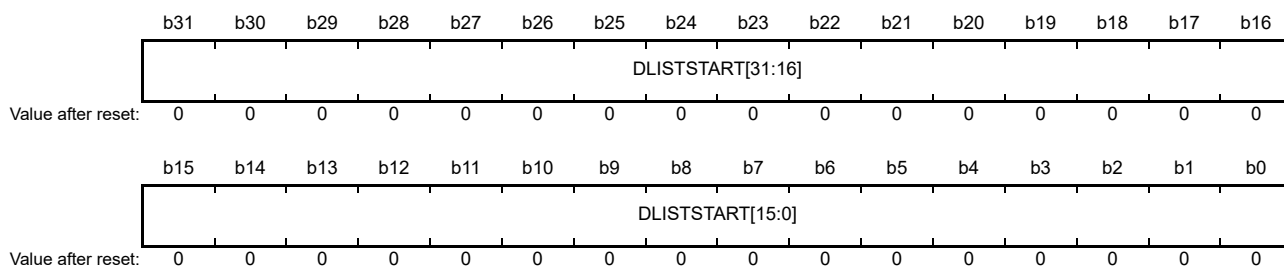 b31 b30 b29 b28 b27 b26 b25 b24 b23 b22 b21 b20 b19 b18 b17 b16
DLISTSTART[31:16]
Value after reset: 0 0 0 0 0 0 0 0 0 0 0 0 0 0 0 0
b15 b14 b13 b12 b11 b10 b9 b8 b7 b6 b5 b4 b3 b2 b1 b0
DLISTSTART[15:0]
Value after reset: 0 0 0 0 0 0 0 0 0 0 0 0 0 0 0 0